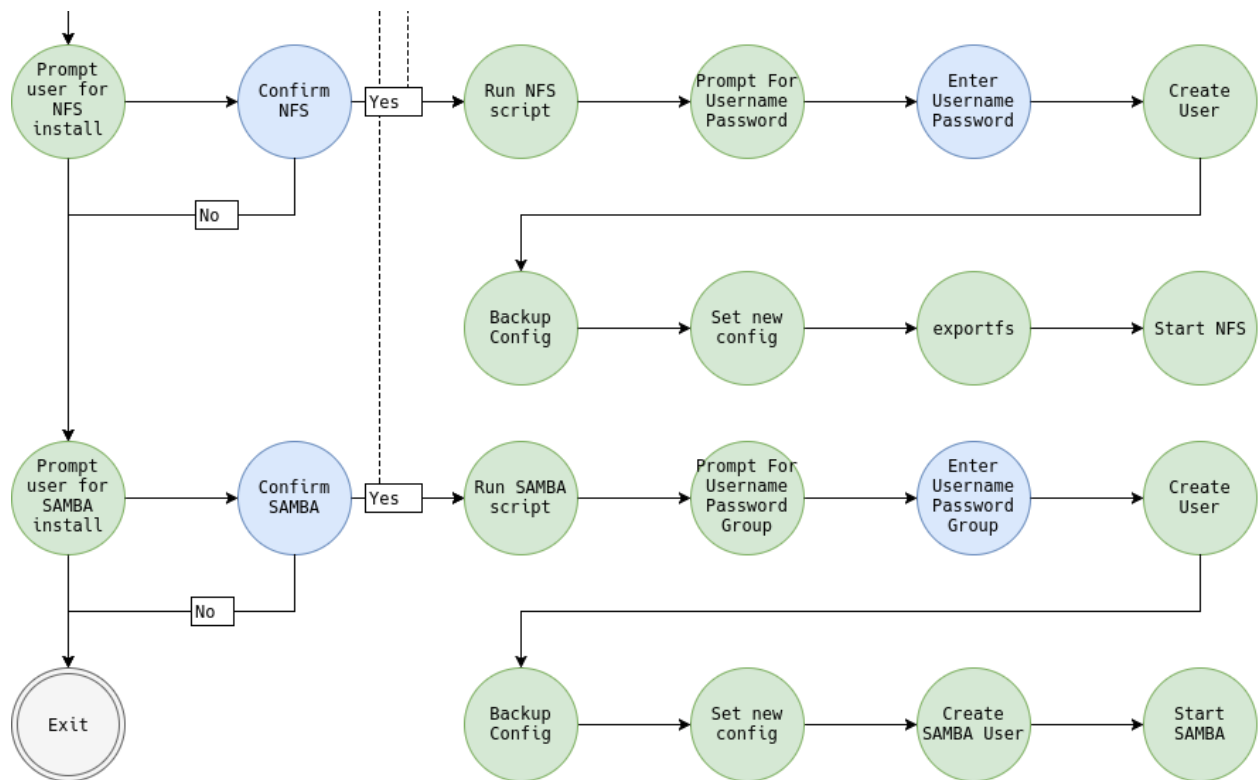 Prompt
user for
NFS
install
Confirm
NFS
Yes
Run NFS
script
Prompt For
Username
Password
Enter
Username
Password
Create
User
No
Backup
Config
Set new
config
exportfs
Start NFS
Prompt
user for
SAMBA
install
Confirm
SAMBA
Yes
Run SAMBA
script
Prompt For
Username
Password
Group
Enter
Username
Password
Group
Create
User
No
Exit
Backup
Config
Set new
config
Create
SAMBA User
Start
SAMBA